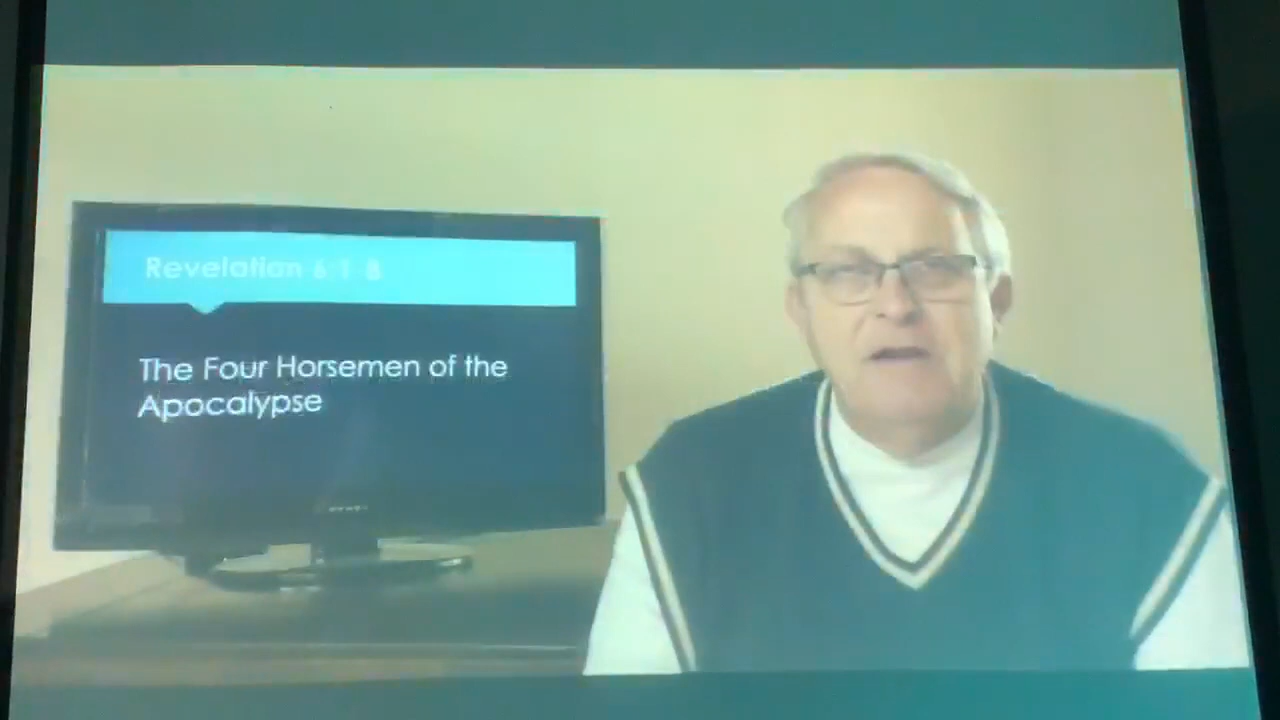 Revelation 6:1-8
The Four Horsemen of the
Apocalypse